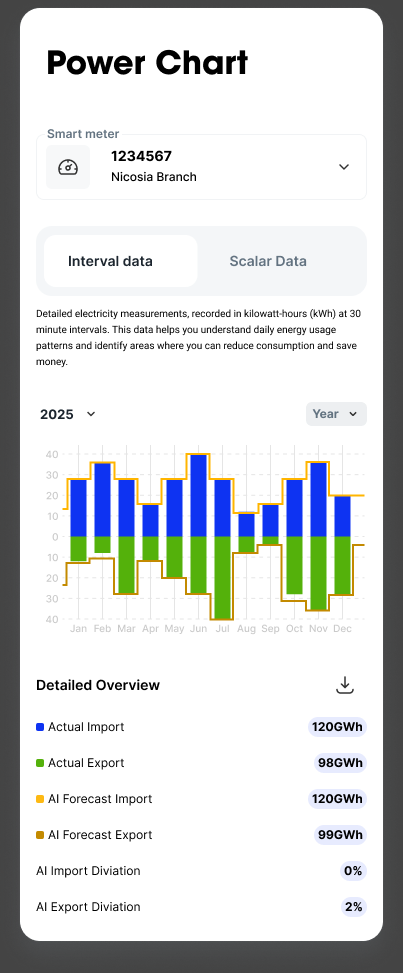 Power Chart
Smart meter
1234567
Nicosia Branch
Interval data
Scalar Data
Detailed electricity measurements, recorded in kilowatt-hours (kWh) at 30
minute intervals. This data helps you understand daily energy usage
patterns and identify areas where you can reduce consumption and save
money.
2025
Year
40
30
20
10
0
10
20
30
40
Jan Feb Mar Apr May Jun Jul Aug Sep Oct Nov Dec
Detailed Overview
Actual Import 120GWh
Actual Export 98GWh
AI Forecast Import 120GWh
AI Forecast Export 99GWh
AI Import Diviation 0%
AI Export Diviation 2%